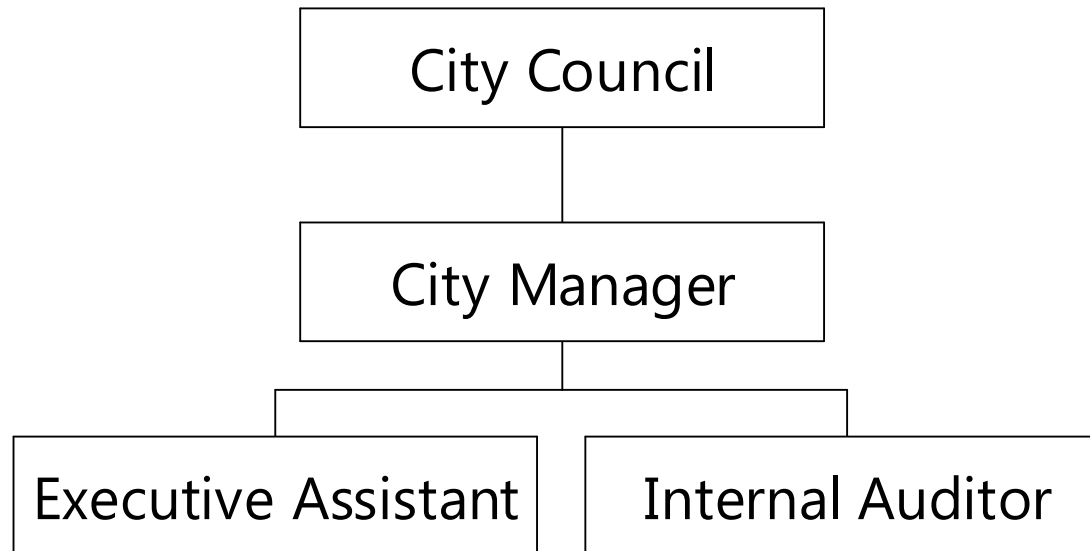 City Council
City Manager
Executive Assistant
Internal Auditor